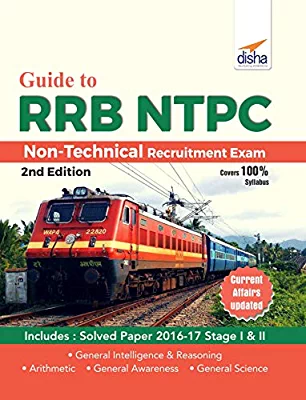 disha
Guide to
RRB NTPC
Non-Technical Recruitment Exam
2nd Edition
Covers 100%
Syllabus
WAP4 22820
Current
Affairs
updated
Includes : Solved Paper 2016-17 Stage I & II
• General Intelligence & Reasoning
• Arithmetic • General Awareness • General Science